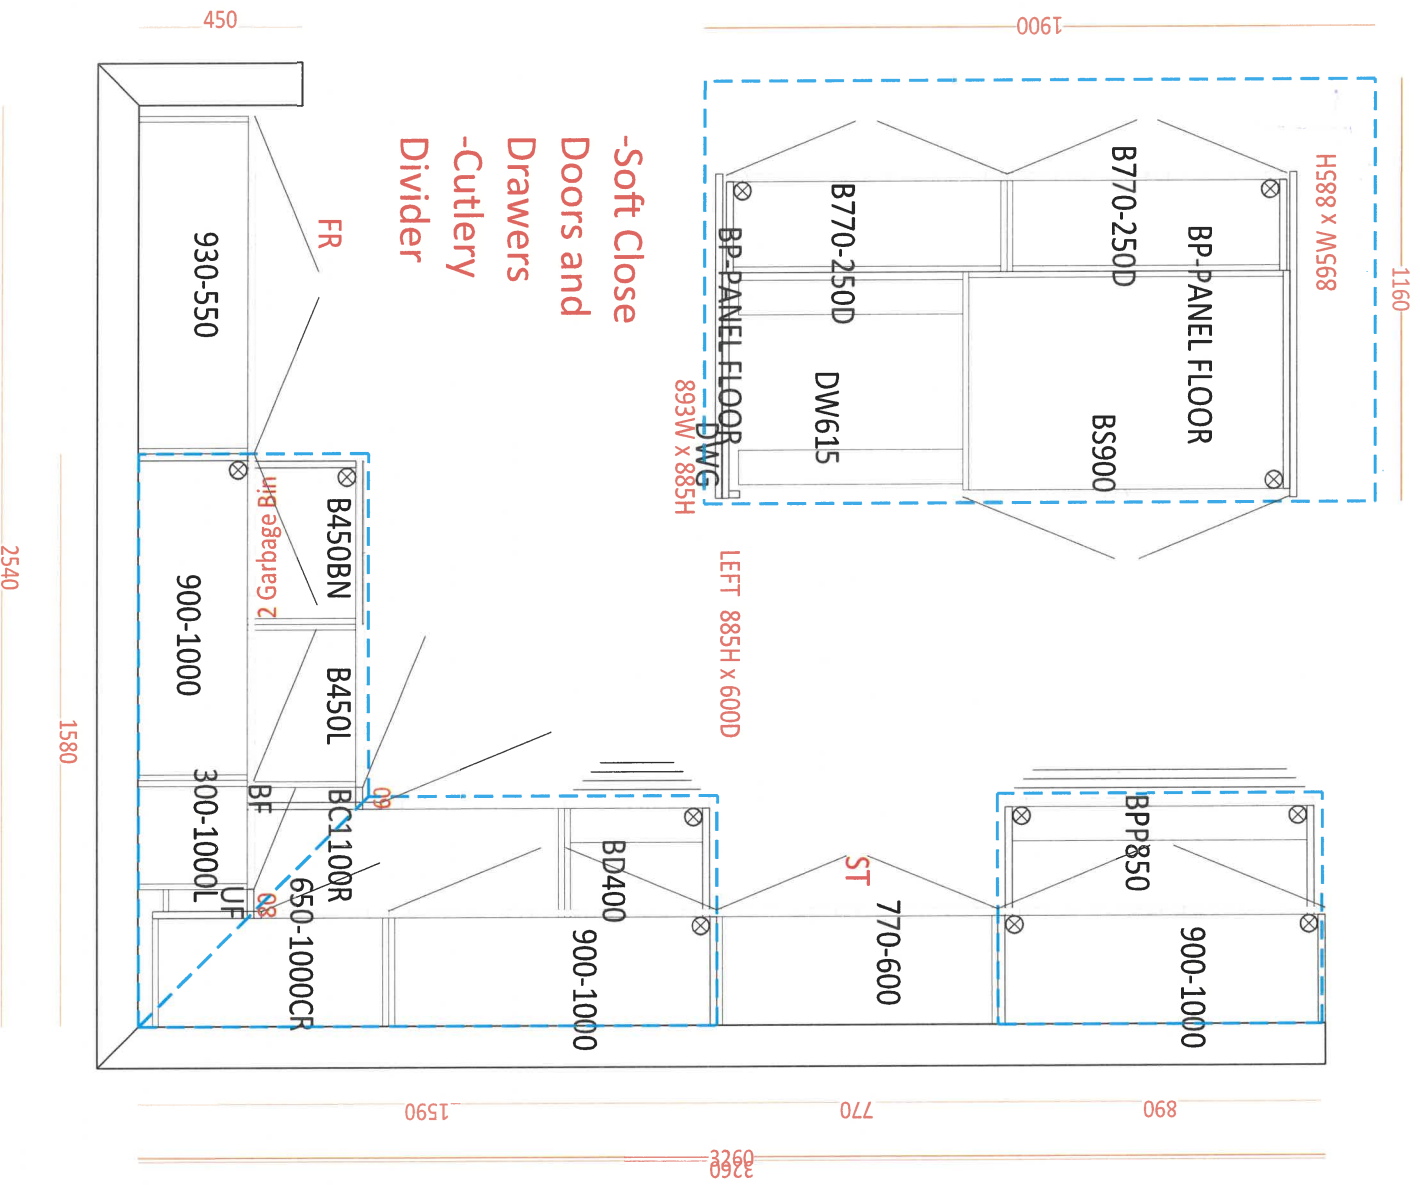 450
1900
-Soft Close
Doors and
Drawers
-Cutlery
Divider
FR
930-550
B770-250D
B770-250D
BP-PANEL FLOOR
BP-PANEL FLOOR
895W x 885H
1160
DW615
BS900
DWG
893W x 885H
LEFT 885H x 600D
2 Garbage Bin
B450BN
900-1000
B450L
2540
1580
300-1000L
BF
BC1100R
09
UF
08
650-1000CR
BD400
900-1000
ST
770-600
BPP850
900-1000
1590
770
890
3260
3260